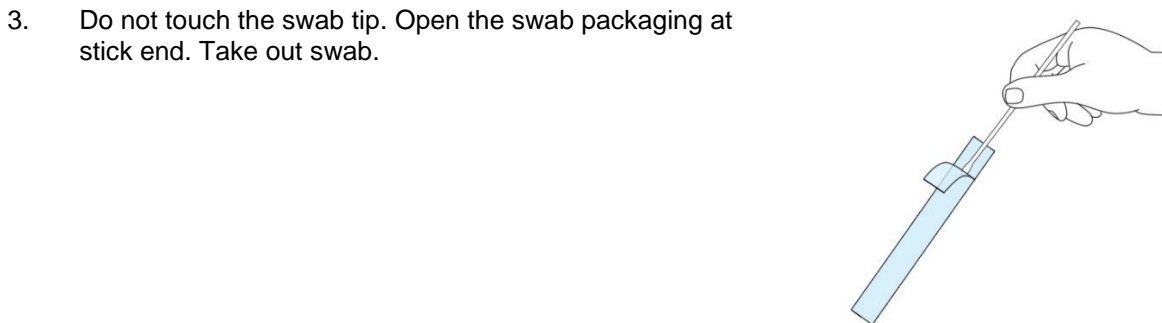 3. Do not touch the swab tip. Open the swab packaging at
stick end. Take out swab.